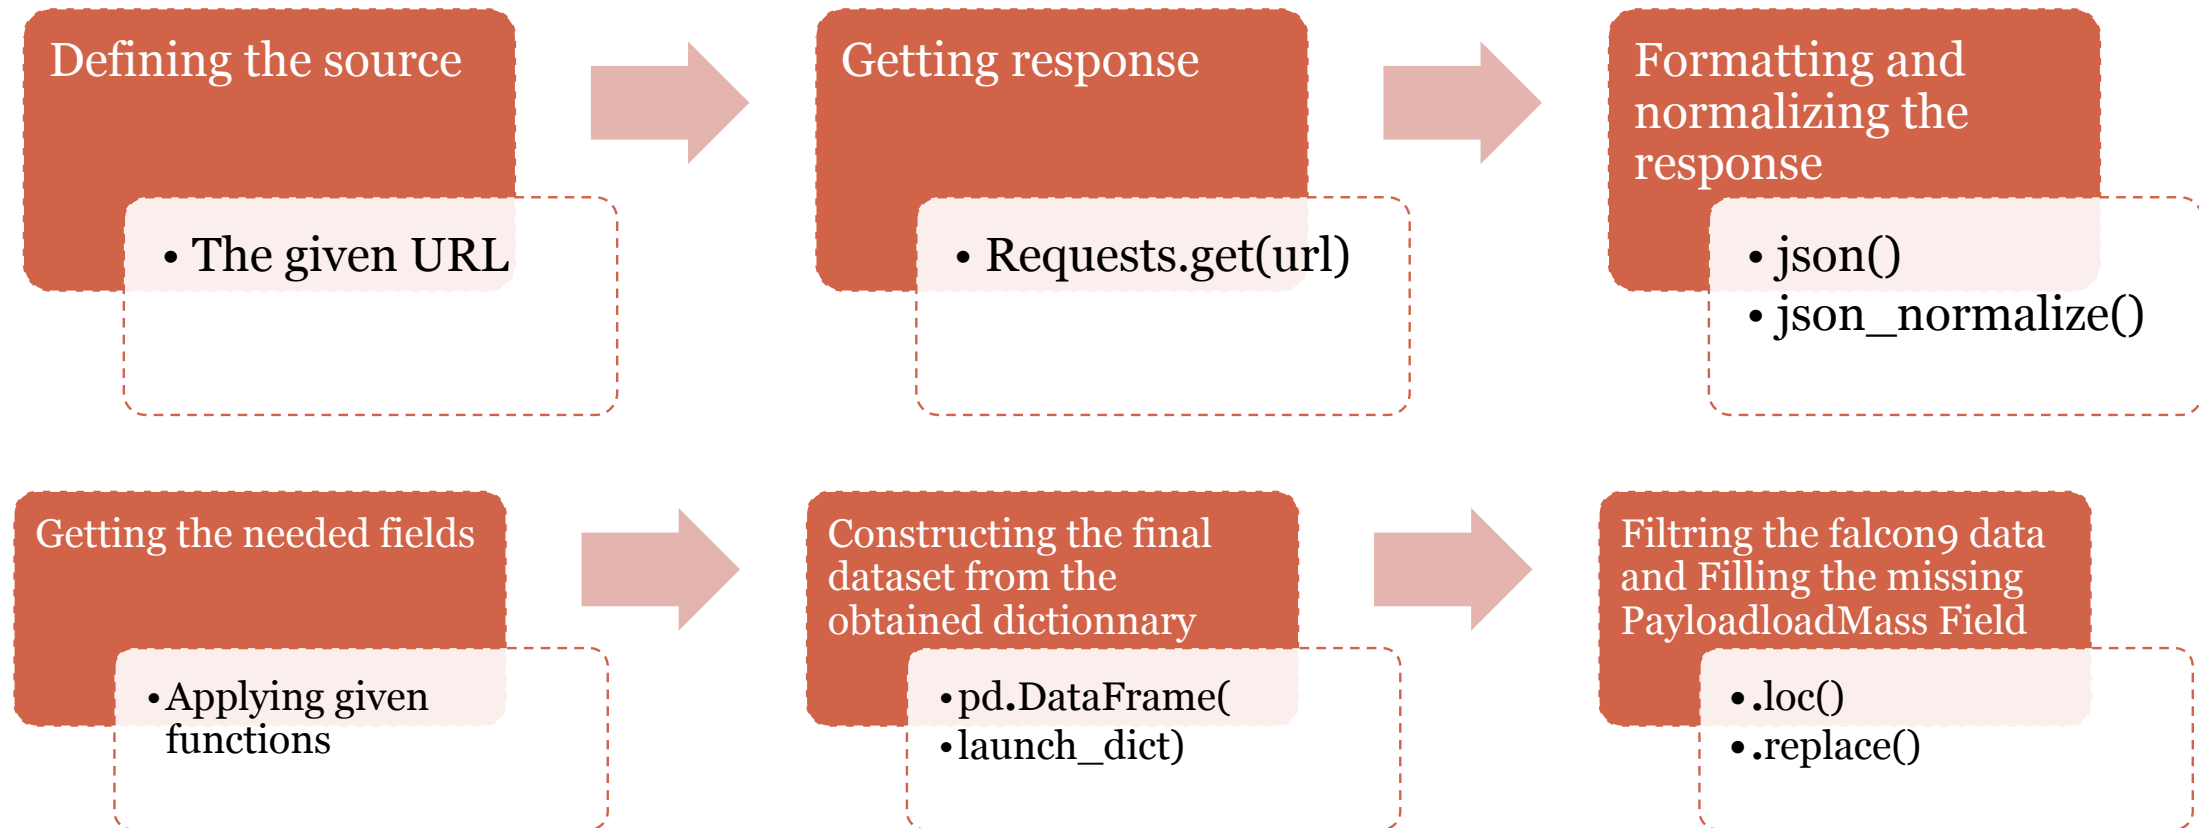 Defining the source
• The given URL
Getting response
• Requests.get(url)
Formatting and
normalizing the
response
• json()
• json_normalize()
Getting the needed fields
• Applying given
functions
Constructing the final
dataset from the
obtained dictionnary
• pd.DataFrame(
• launch_dict)
Filtring the falcon9 data
and Filling the missing
PayloadloadMass Field
• .loc()
• .replace()